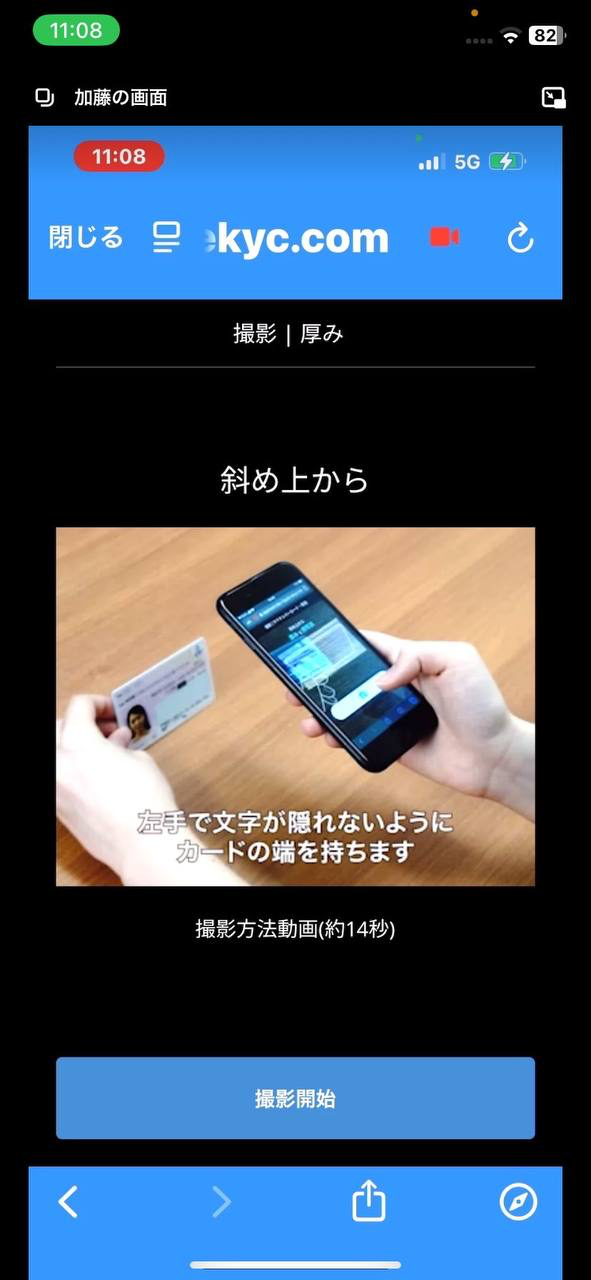 11:08
82
加藤の画面
11:08
5G
閉じる
ekyc.com
撮影 | 厚み
斜め上から
左手で文字が隠れないように
カードの端を持ちます
撮影方法動画(約14秒)
撮影開始